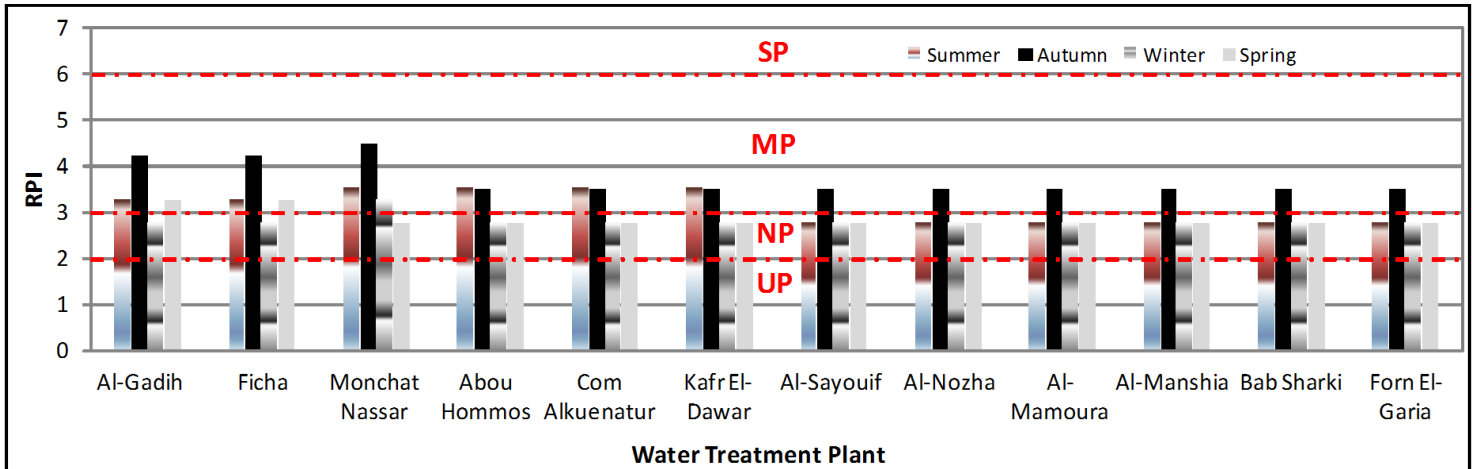 7
SP
Summer Autumn Winter Spring
6
5
MP
4
RPI
3
NP
2
UP
1
0
Al-Gadih Ficha Monchat Nassar Abou Hommos Com Alkuenatur Kafr El-Dawar Al-Sayouif Al-Nozha Al-Mamoura Al-Manshia Bab Sharki Forn El-Garia
Water Treatment Plant